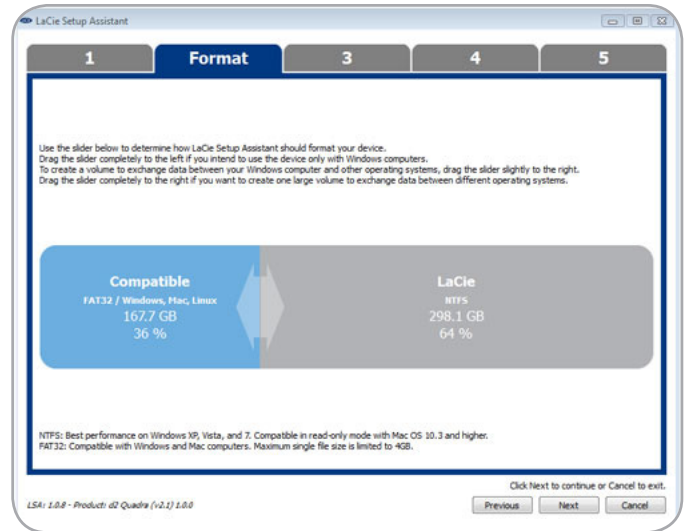 LaCie Setup Assistant
1 Format 3 4 5
Use the slider below to determine how LaCie Setup Assistant should format your device.
Drag the slider completely to the left if you intend to use the device only with Windows computers.
To create a volume to exchange data between your Windows computer and other operating systems, drag the slider slightly to the right.
Drag the slider completely to the right if you want to create one large volume to exchange data between different operating systems.
Compatible
FAT32 / Windows, Mac, Linux
167.7 GB
36 %
LaCie
NTFS
298.1 GB
64 %
NTFS: Best performance on Windows XP, Vista, and 7. Compatible in read-only mode with Mac OS 10.3 and higher.
FAT32: Compatible with Windows and Mac computers. Maximum single file size is limited to 4GB.
Click Next to continue or Cancel to exit.
LSA: 1.0.8 - Product: d2 Quadra (v2.1) 1.0.0
Previous Next Cancel